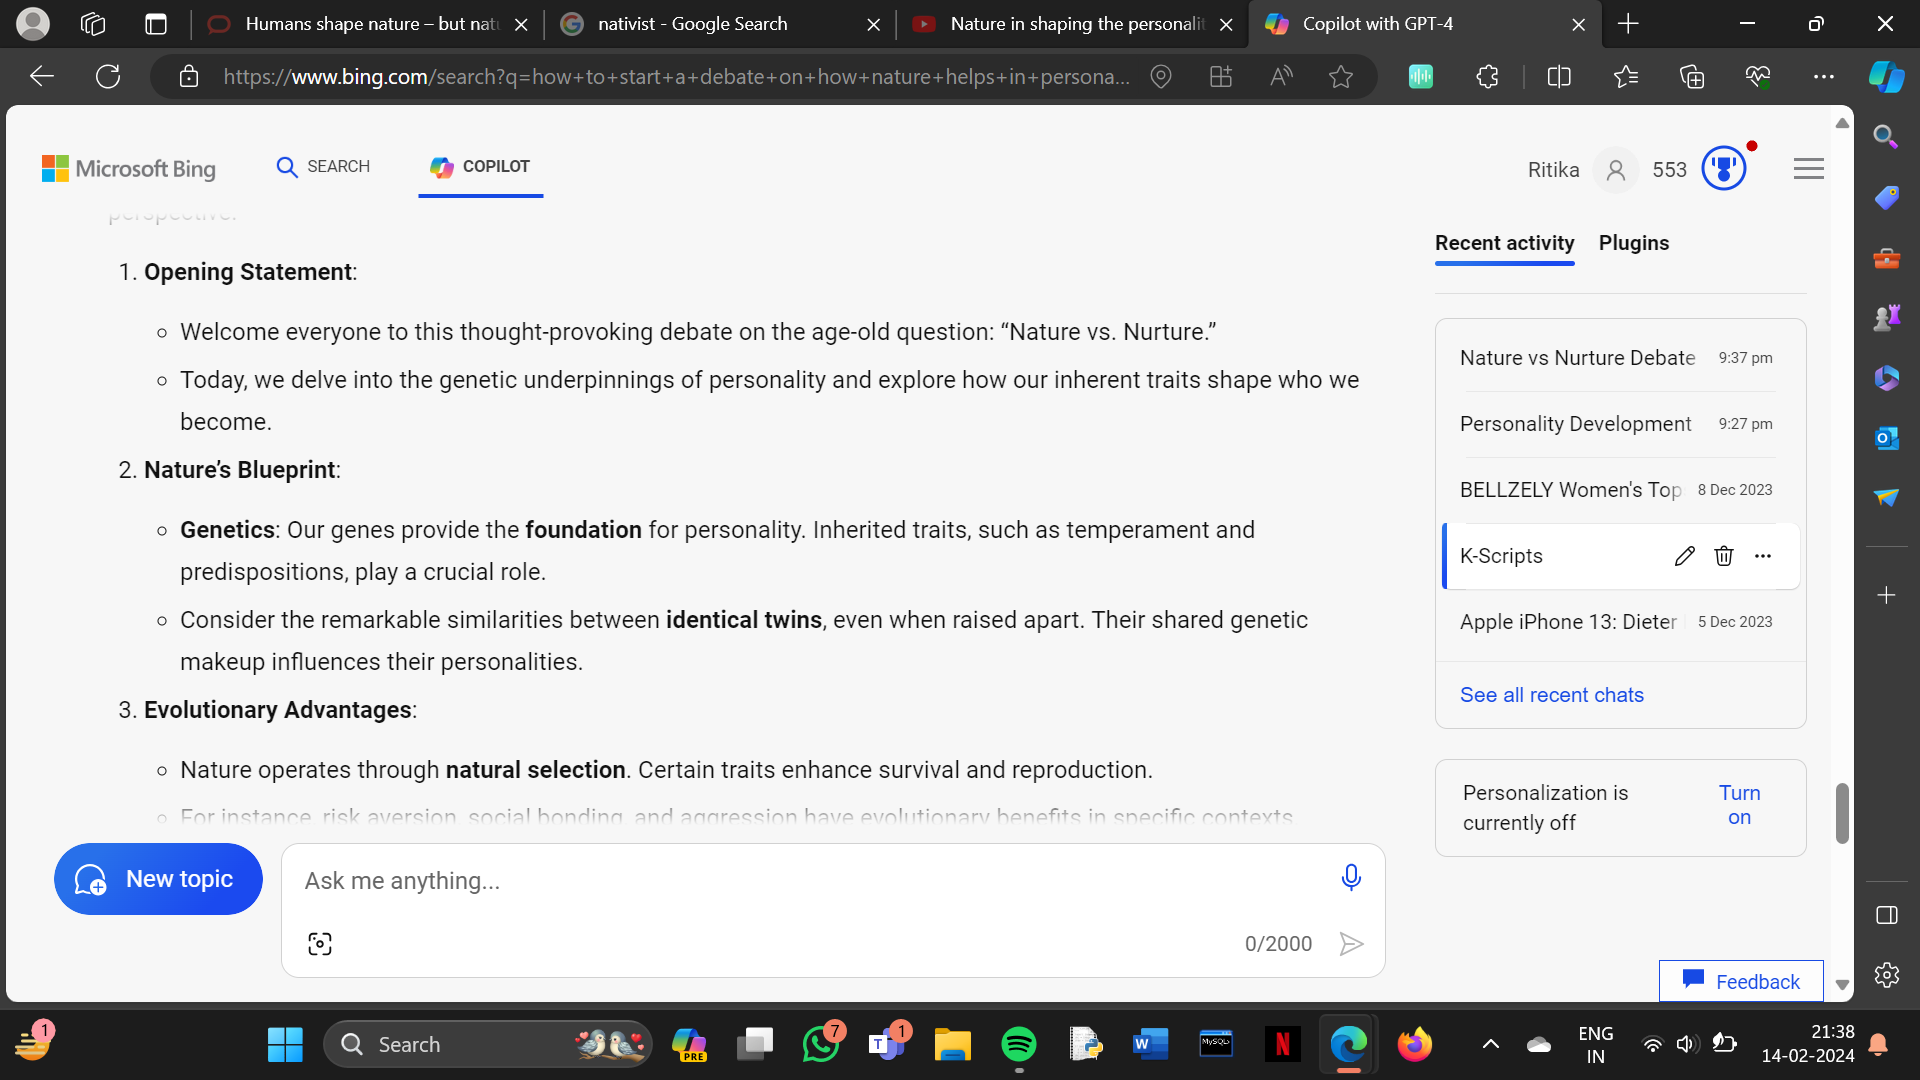 Humans shape nature – but natu
nativist - Google Search
Nature in shaping the personalit
Copilot with GPT-4
https://www.bing.com/search?q=how+to+start+a+debate+on+how+nature+helps+in+persona...
Microsoft Bing
SEARCH
COPILOT
Ritika
553
perspective.
1. Opening Statement:
Welcome everyone to this thought-provoking debate on the age-old question: “Nature vs. Nurture.”
Today, we delve into the genetic underpinnings of personality and explore how our inherent traits shape who we
become.
2. Nature’s Blueprint:
Genetics: Our genes provide the foundation for personality. Inherited traits, such as temperament and
predispositions, play a crucial role.
Consider the remarkable similarities between identical twins, even when raised apart. Their shared genetic
makeup influences their personalities.
3. Evolutionary Advantages:
Nature operates through natural selection. Certain traits enhance survival and reproduction.
For instance, risk aversion, social bonding, and aggression have evolutionary benefits in specific contexts
Recent activity
Plugins
Nature vs Nurture Debate 9:37 pm
Personality Development 9:27 pm
BELLZELY Women's Top 8 Dec 2023
K-Scripts
Apple iPhone 13: Dieter 5 Dec 2023
See all recent chats
Personalization is
currently off
Turn
on
New topic
Ask me anything...
0/2000
Feedback
1
Search
PRE
7
T
1
W
MySQL
N
ENG
IN
21:38
14-02-2024